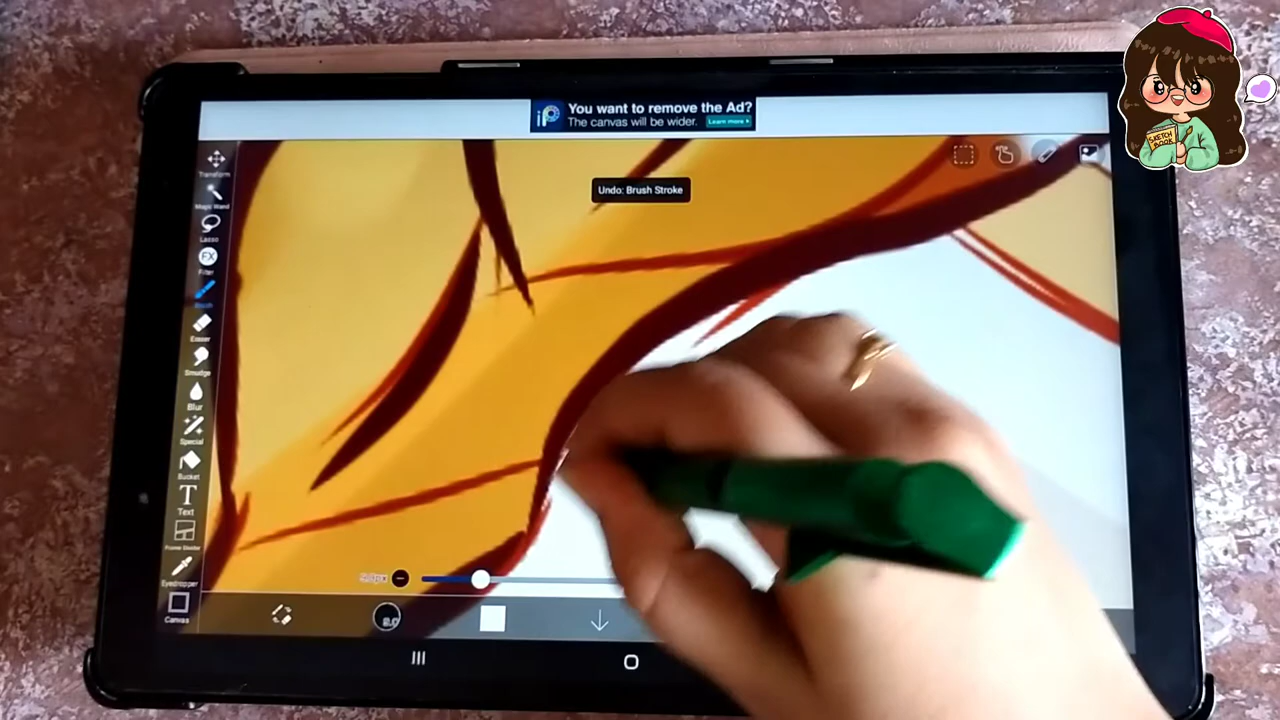 You want to remove the Ad?
The canvas will be wider.
Learn more
iP
Undo: Brush Stroke
Transform
Magic Wand
Lasso
FX
Filter
Brush
Eraser
Smudge
Blur
Special
Bucket
T
Text
Frame Divider
Eyedropper
Canvas
SKETCH
BOOK